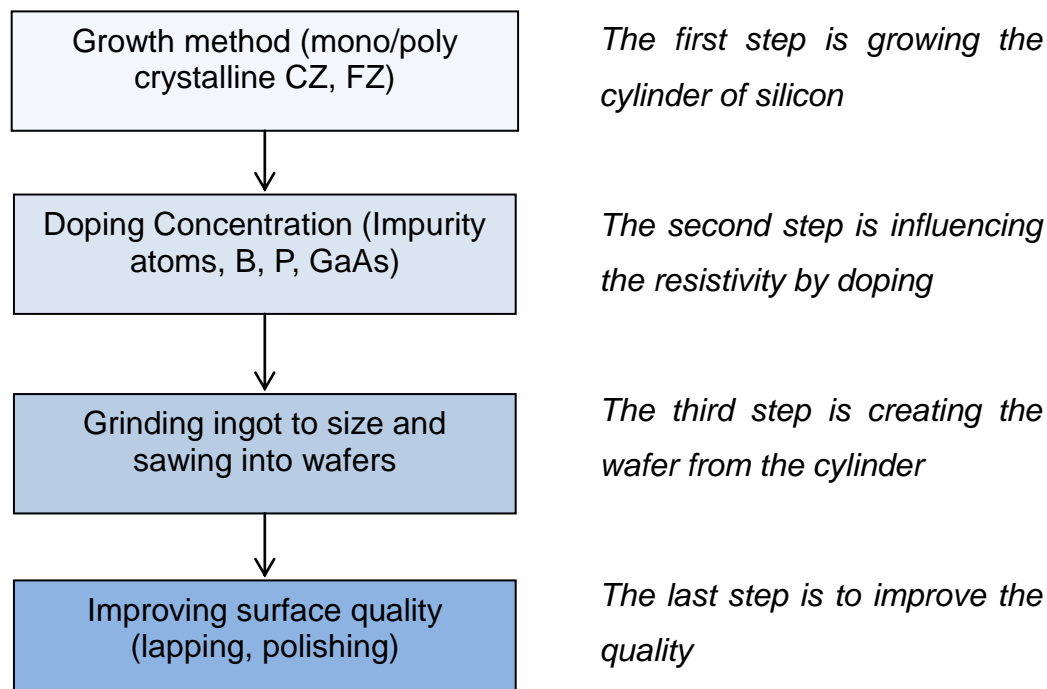 Growth method (mono/poly
crystalline CZ, FZ)
The first step is growing the
cylinder of silicon
Doping Concentration (Impurity
atoms, B, P, GaAs)
The second step is influencing
the resistivity by doping
Grinding ingot to size and
sawing into wafers
The third step is creating the
wafer from the cylinder
Improving surface quality
(lapping, polishing)
The last step is to improve the
quality